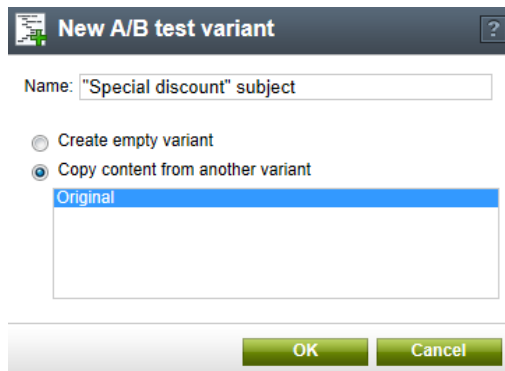 New A/B test variant ?
Name: "Special discount" subject
Create empty variant
Copy content from another variant
Original
OK Cancel